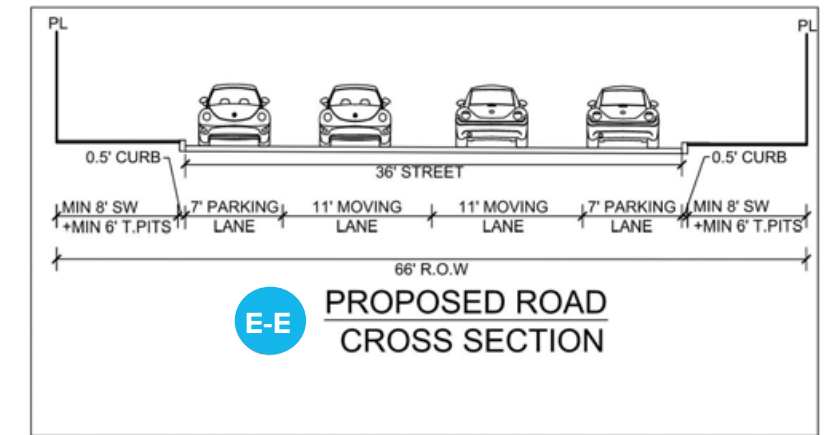 PL
PL
0.5' CURB
0.5' CURB
36' STREET
MIN 8' SW
+MIN 6' T.PITS
7' PARKING
LANE
11' MOVING
LANE
11' MOVING
LANE
7' PARKING
LANE
MIN 8' SW
+MIN 6' T.PITS
66' R.O.W
E-E
PROPOSED ROAD
CROSS SECTION